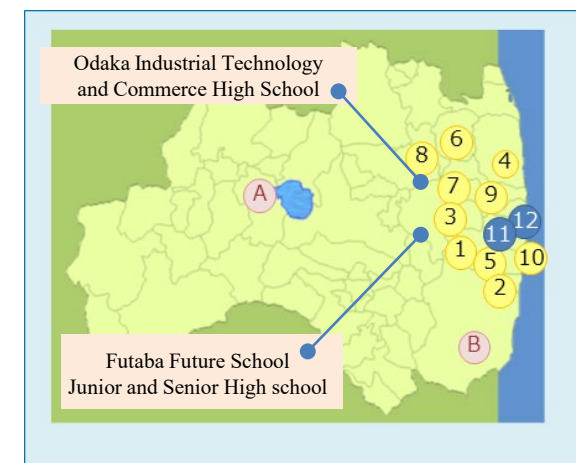 Odaka Industrial Technology
and Commerce High School
6
8
4
A
7
9
3
12
11
1
10
5
2
B
Futaba Future School
Junior and Senior High school